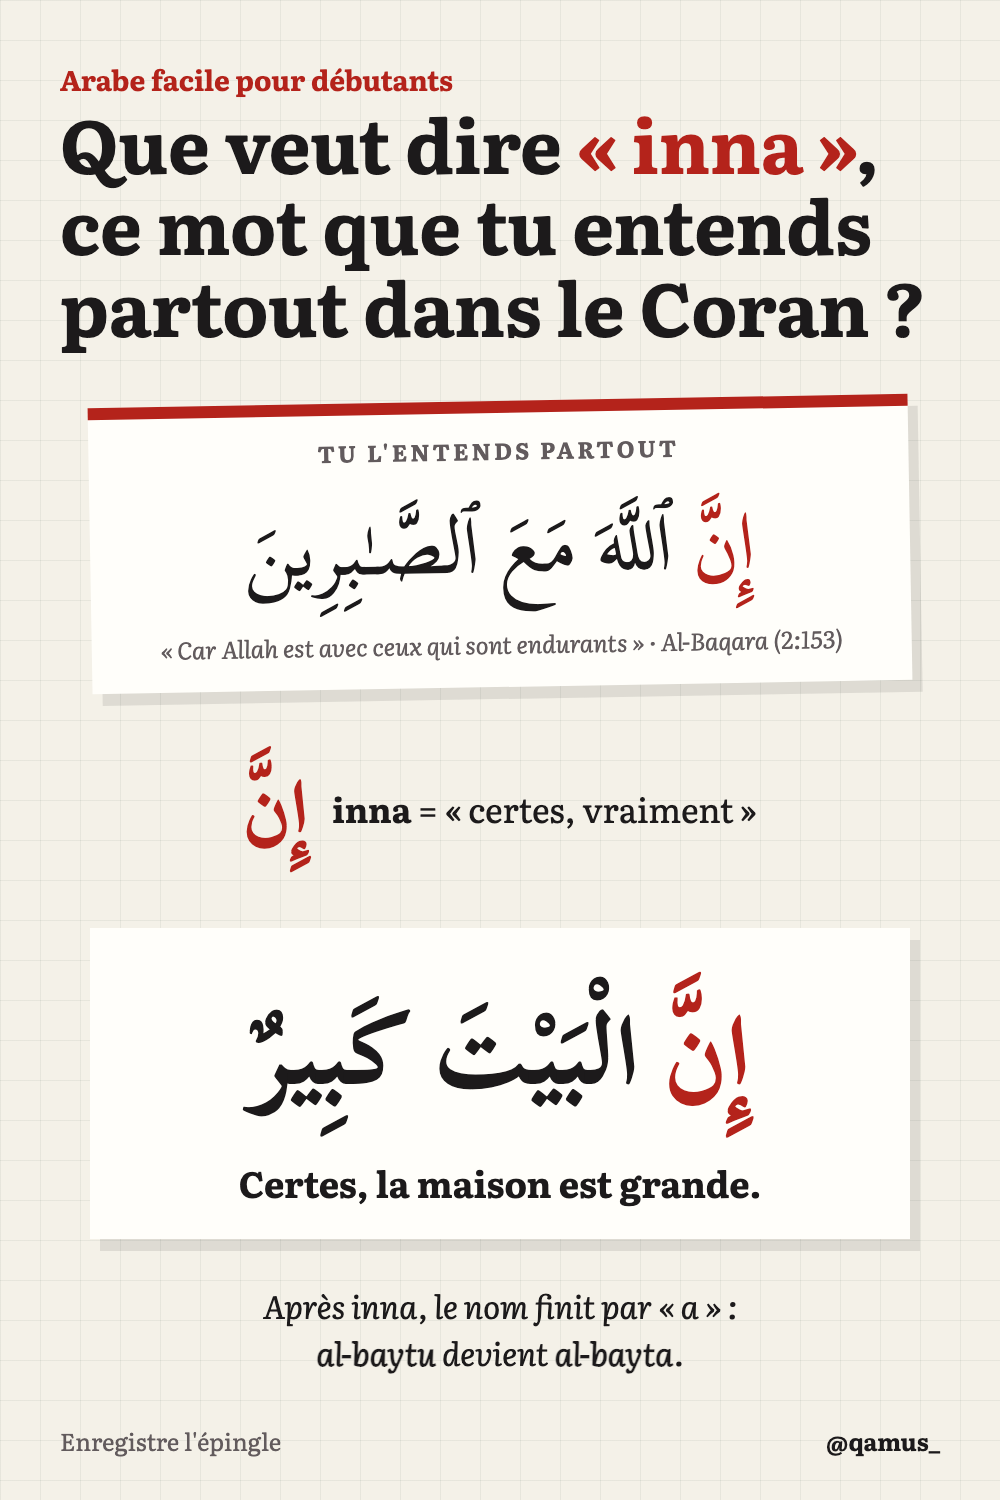 Arabe facile pour débutants
Que veut dire « inna »,
ce mot que tu entends
partout dans le Coran ?
TU L'ENTENDS PARTOUT
إِنَّ ٱللَّهَ مَعَ ٱلصَّـٰبِرِينَ
« Car Allah est avec ceux qui sont endurants » · Al-Baqara (2:153)
إِنَّ inna = « certes, vraiment »
إِنَّ الْبَيْتَ كَبِيرٌ
Certes, la maison est grande.
Après inna, le nom finit par « a » :
al-baytu devient al-bayta.
Enregistre l'épingle
@qamus_